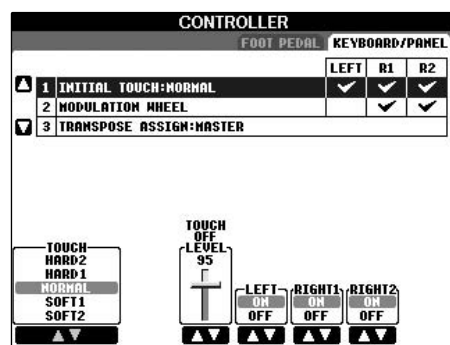 CONTROLLER
FOOT PEDAL KEYBOARD/PANEL
LEFT R1 R2
1 INITIAL TOUCH:NORMAL
2 MODULATION WHEEL
3 TRANSPOSE ASSIGN:MASTER
TOUCH
HARD2
HARD1
NORMAL
SOFT1
SOFT2
TOUCH
OFF
LEVEL
95
LEFT
ON
OFF
RIGHT1
ON
OFF
RIGHT2
ON
OFF